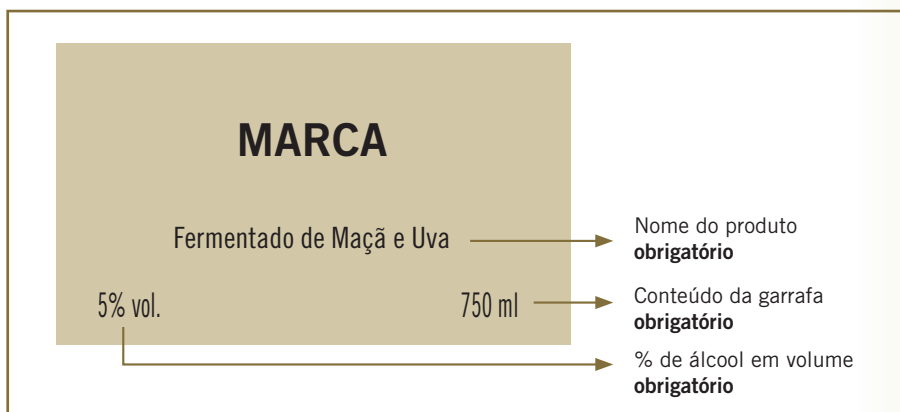 MARCA
Fermentado de Maçã e Uva
5% vol.
750 ml
Nome do produto
obrigatório
Conteúdo da garrafa
obrigatório
% de álcool em volume
obrigatório